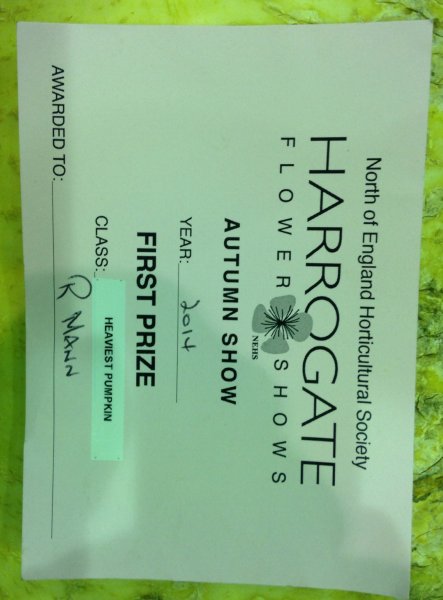 North of England Horticultural Society
HARROGATE
FLOWER SHOWS
NEHS
AUTUMN SHOW
YEAR: 2014
FIRST PRIZE
CLASS: HEAVIEST PUMPKIN
AWARDED TO: R MANN